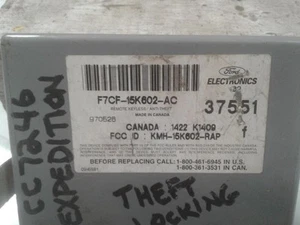 Ford
ELECTRONICS
F7CF-15K602-AC
37551
REMOTE KEYLESS / ANTI-THEFT
MADE IN CANADA
970528
CANADA : 1422 K1409
f
FCC ID : KMH-15K602-RAP
BEFORE REPLACING CALL : 1-800-461-6945 IN U.S.
1-800-361-3531 IN CAN.
CC7246
EXPEDITION
THEFT
LOCKING